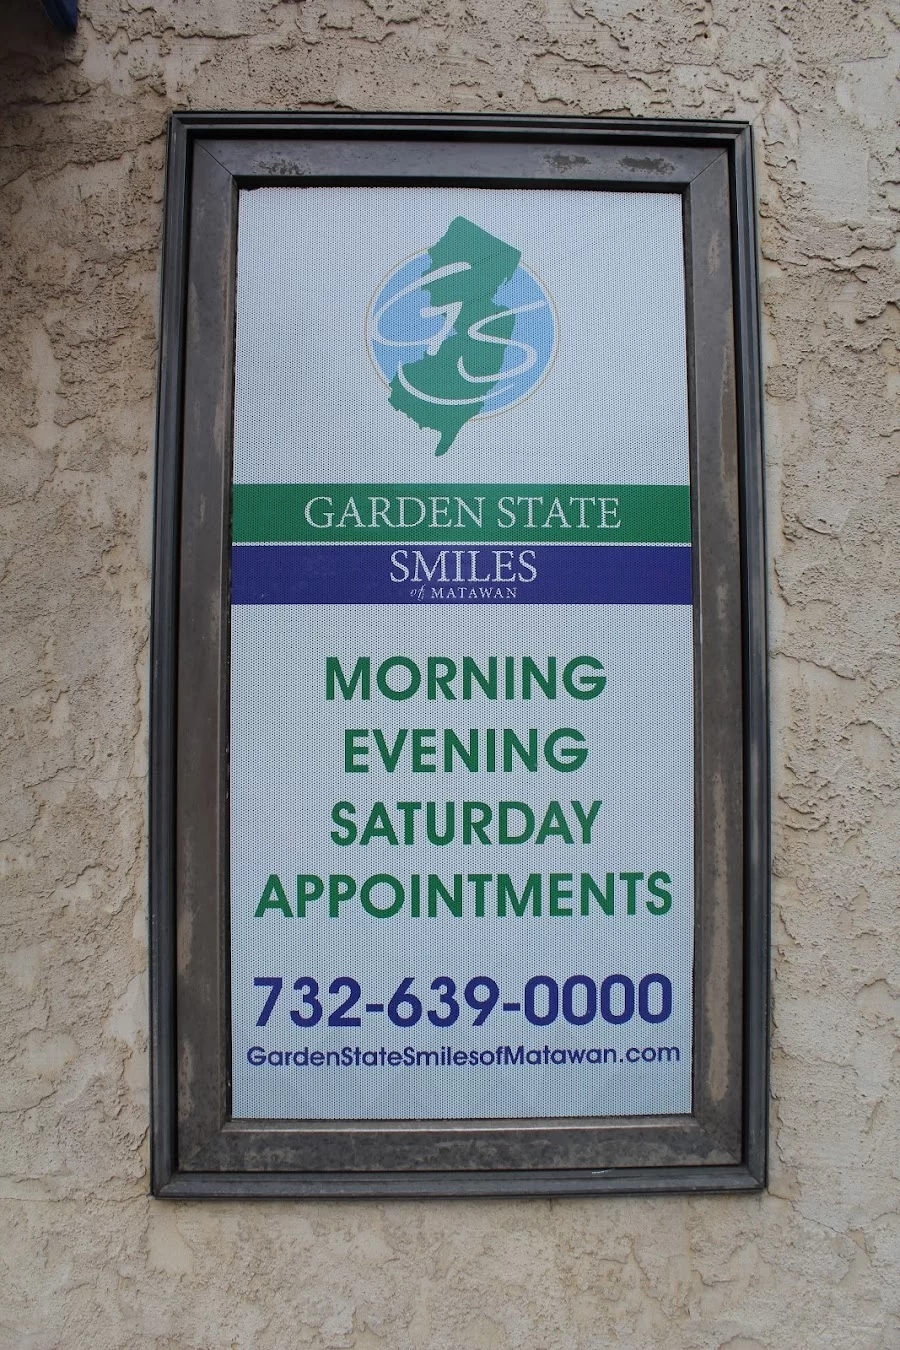 GS
GARDEN STATE
SMILES
of MATAWAN
MORNING
EVENING
SATURDAY
APPOINTMENTS
732-639-0000
GardenStateSmilesofMatawan.com